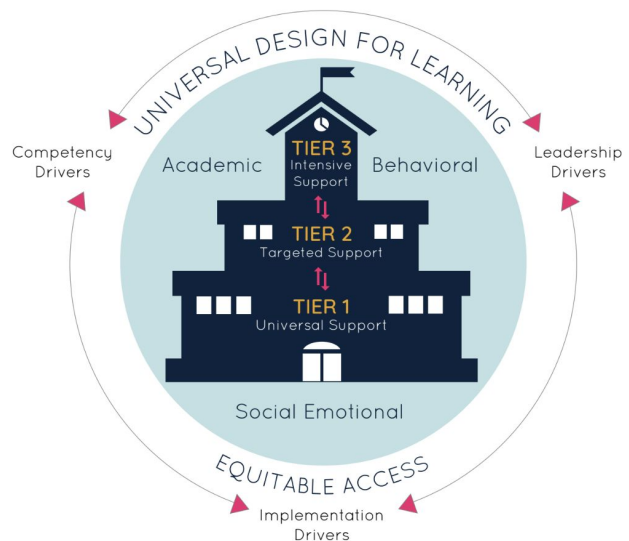 UNIVERSAL DESIGN FOR LEARNING
Competency
Drivers
Leadership
Drivers
Academic
Behavioral
TIER 3
Intensive
Support
TIER 2
Targeted Support
TIER 1
Universal Support
Social Emotional
EQUITABLE ACCESS
Implementation
Drivers